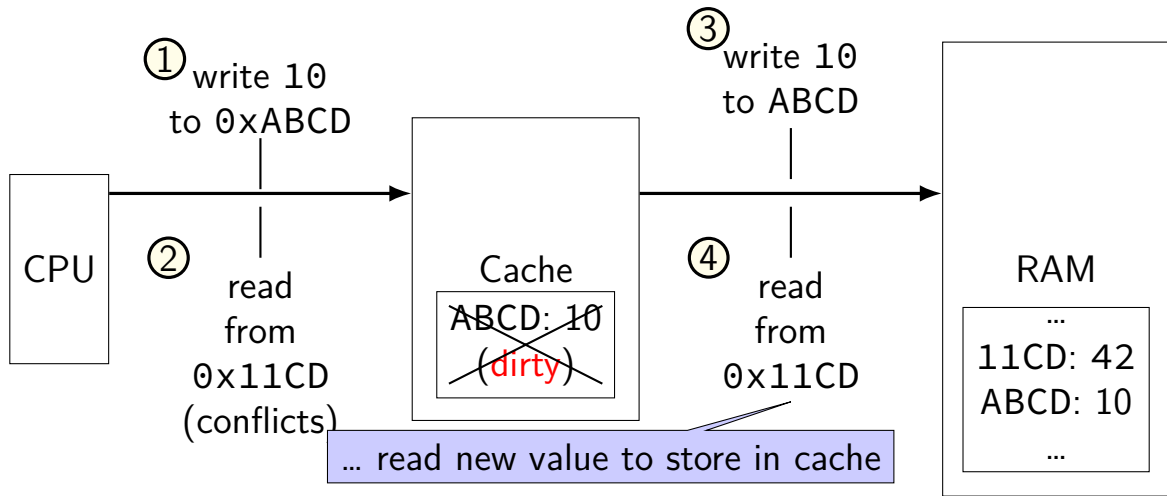 ①
write 10
to 0xABCD
③
write 10
to ABCD
CPU
②
read
from
0x11CD
(conflicts)
Cache
ABCD: 10
(dirty)
④
read
from
0x11CD
RAM
...
11CD: 42
ABCD: 10
...
... read new value to store in cache